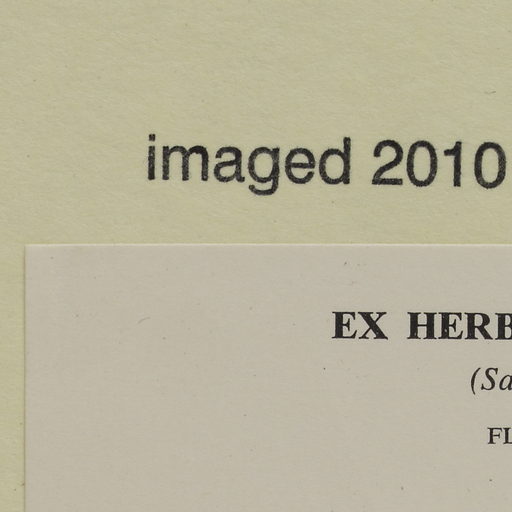 imaged 2010
EX HERB
(Sa
FL